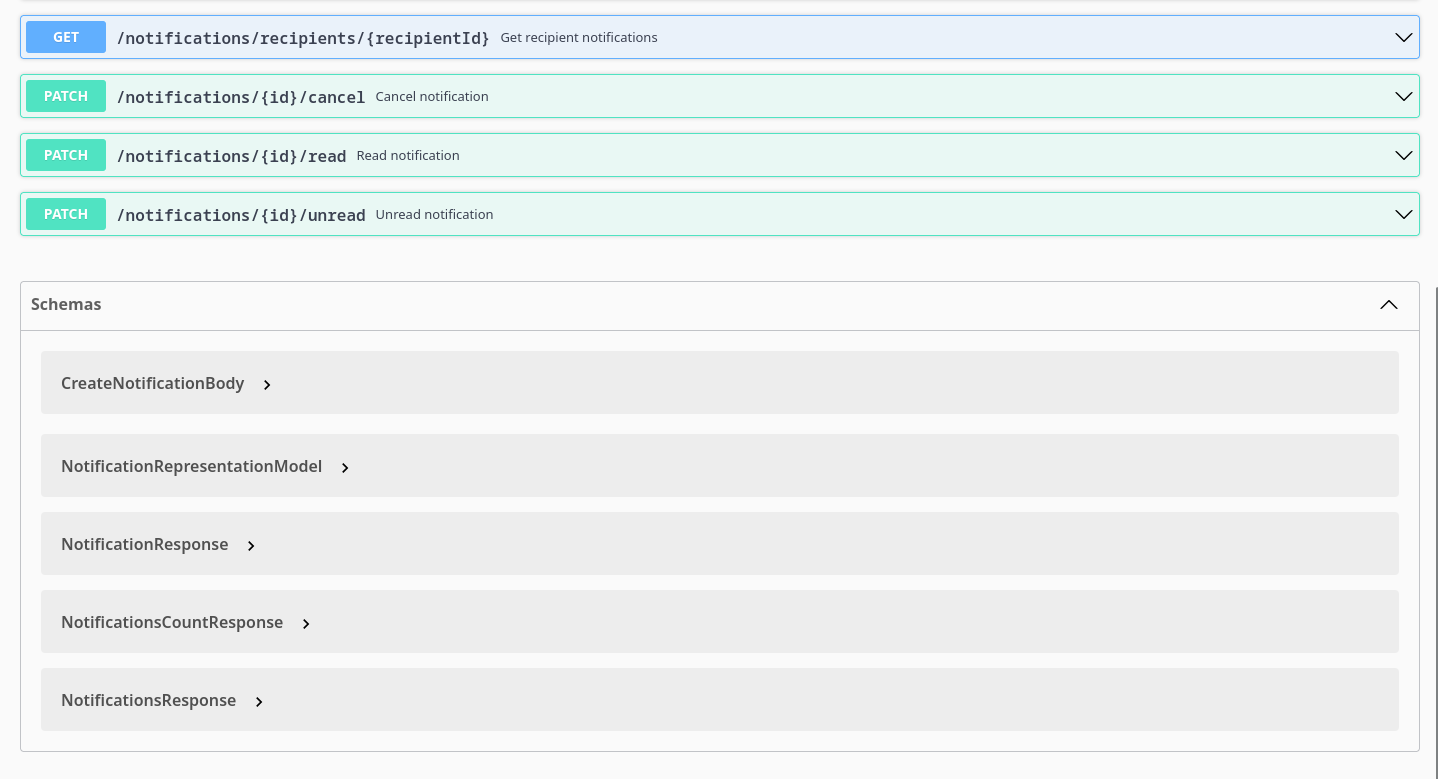 GET /notifications/recipients/{recipientId} Get recipient notifications
PATCH /notifications/{id}/cancel Cancel notification
PATCH /notifications/{id}/read Read notification
PATCH /notifications/{id}/unread Unread notification
Schemas
CreateNotificationBody
NotificationRepresentationModel
NotificationResponse
NotificationsCountResponse
NotificationsResponse